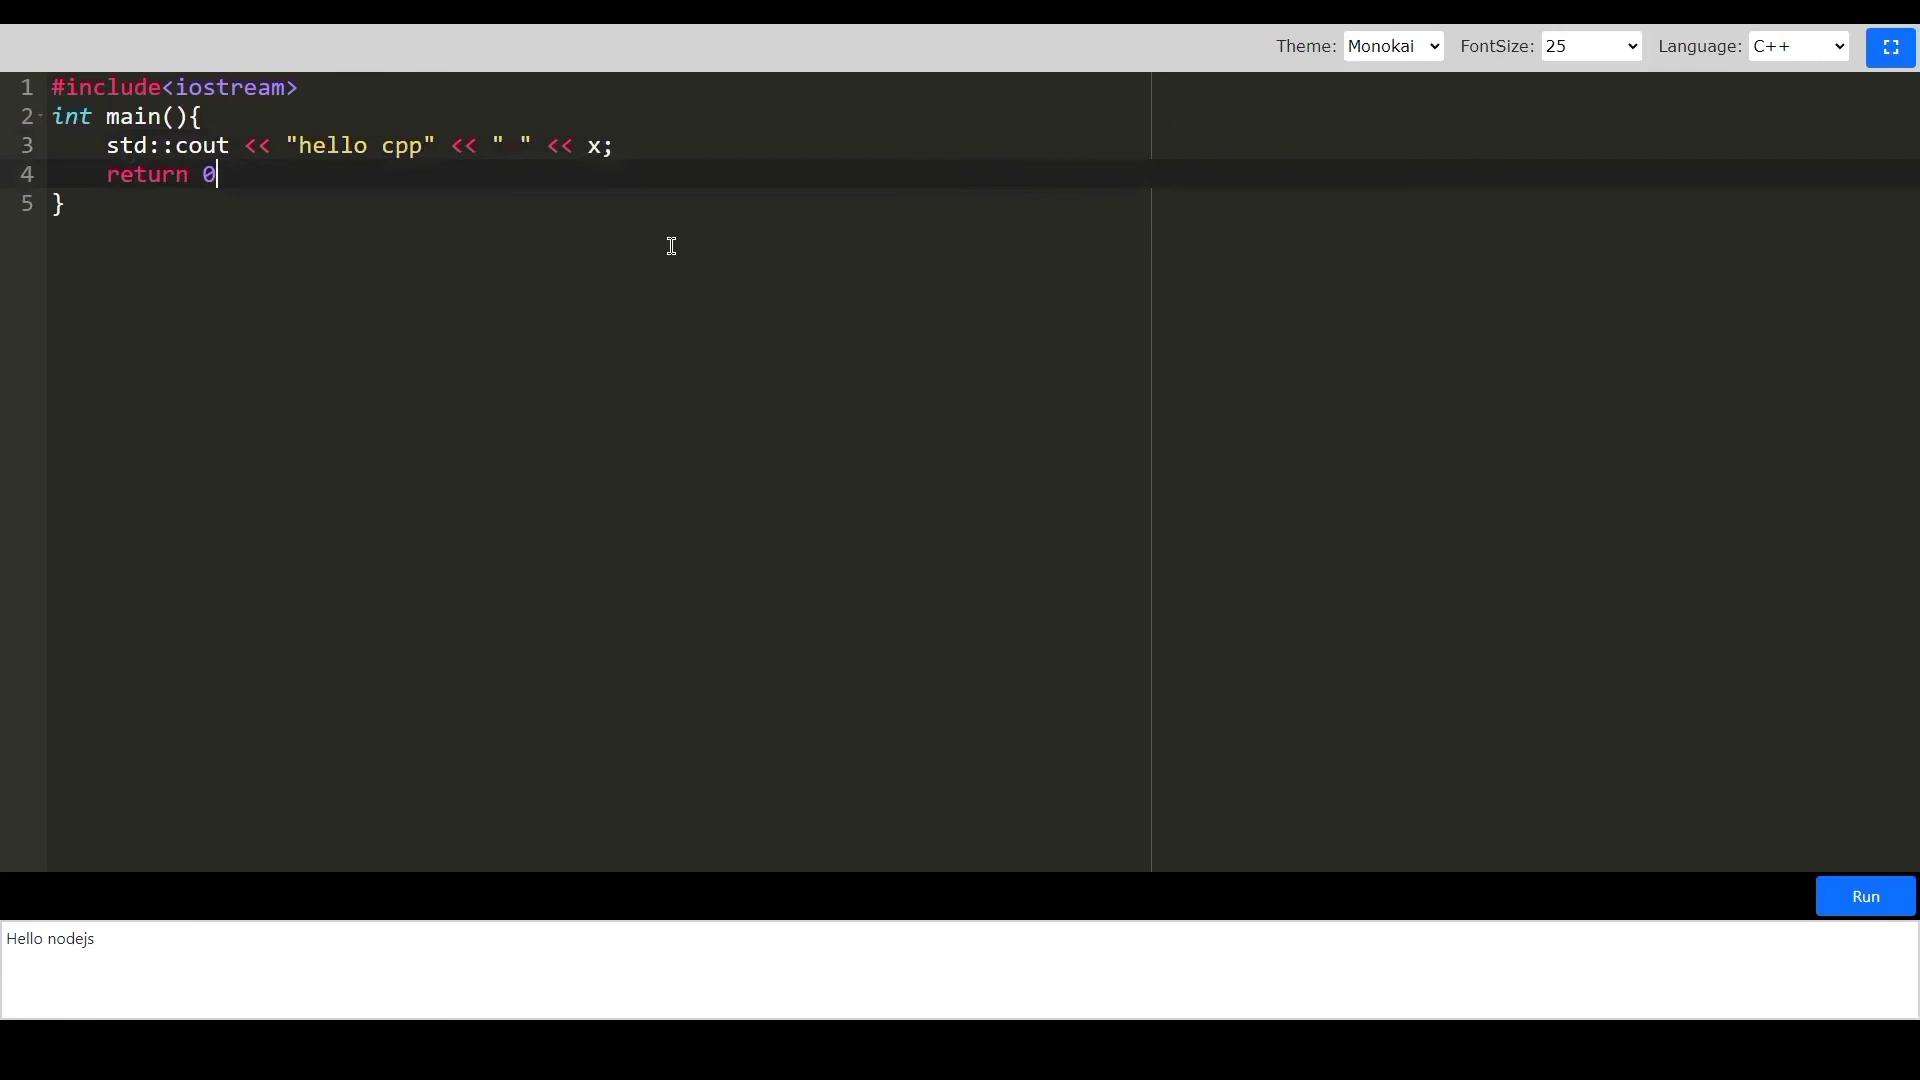 Theme: Monokai FontSize: 25 Language: C++
1 #include<iostream>
2 int main(){
3     std::cout << "hello cpp" << " " << x;
4     return 0
5 }
Run
Hello nodejs